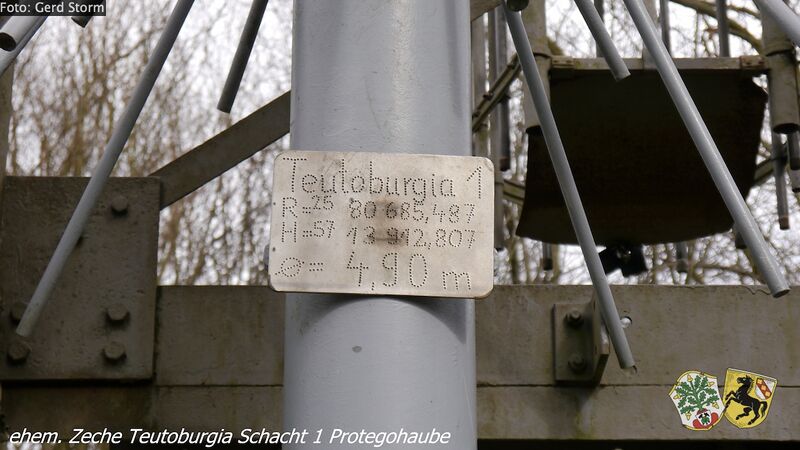 Foto: Gerd Storm
Teutoburgia 1
R=25 80 685,487
H=57 13 912,807
⌀= 4,90 m
ehem. Zeche Teutoburgia Schacht 1 Protegohaube